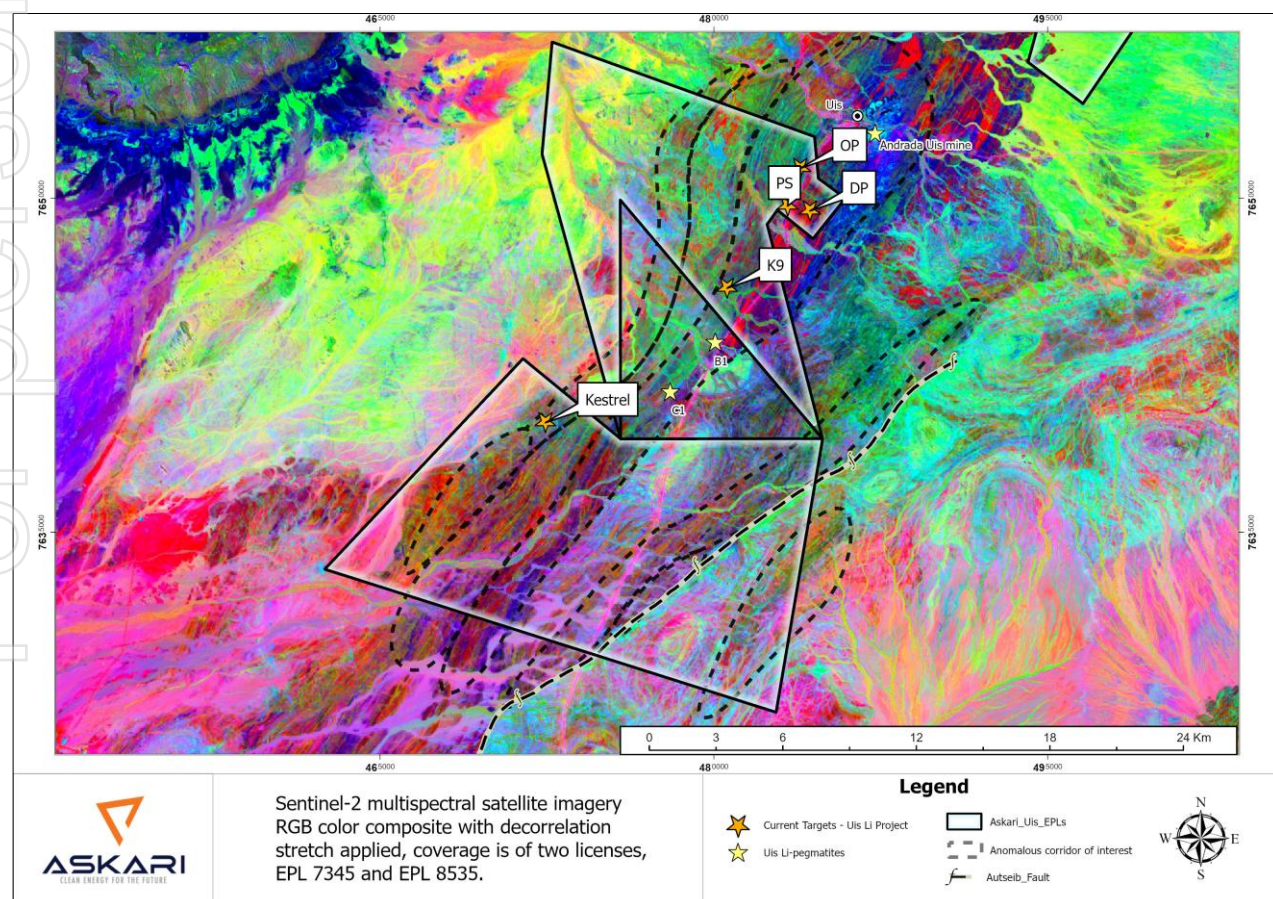 465000
480000
495000
Uis
Andrada Uis mine
OP
PS
DP
7650000
7650000
K9
B1
Kestrel
C1
7635000
7635000
0 3 6 12 18 24 Km
465000
480000
495000
ASKARI
CLEAN ENERGY FOR THE FUTURE
Sentinel-2 multispectral satellite imagery
RGB color composite with decorrelation
stretch applied, coverage is of two licenses,
EPL 7345 and EPL 8535.
Legend
Current Targets - Uis Li Project
Uis Li-pegmatites
Askari_Uis_EPLs
Anomalous corridor of interest
Autseib_Fault
N
W E
S